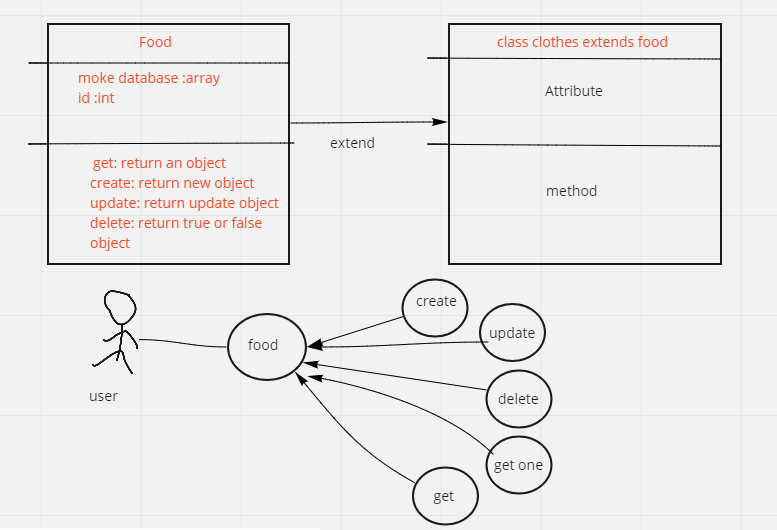 Food
moke database :array
id :int
get: return an object
create: return new object
update: return update object
delete: return true or false
object
extend
class clothes extends food
Attribute
method
user
food
create
update
delete
get one
get